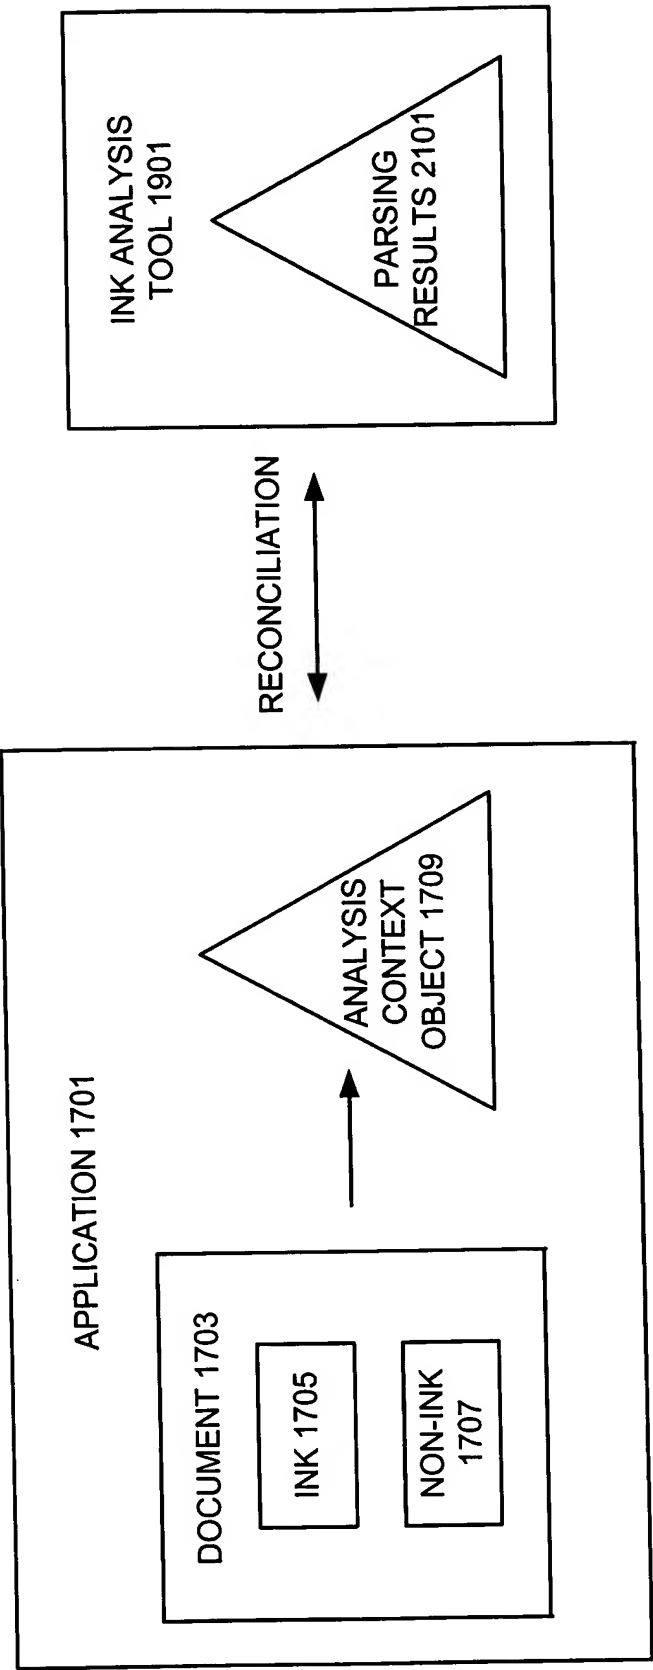 APPLICATION 1701
DOCUMENT 1703
INK 1705
NON-INK
1707
ANALYSIS
CONTEXT
OBJECT 1709
RECONCILIATION
INK ANALYSIS
TOOL 1901
PARSING
RESULTS 2101